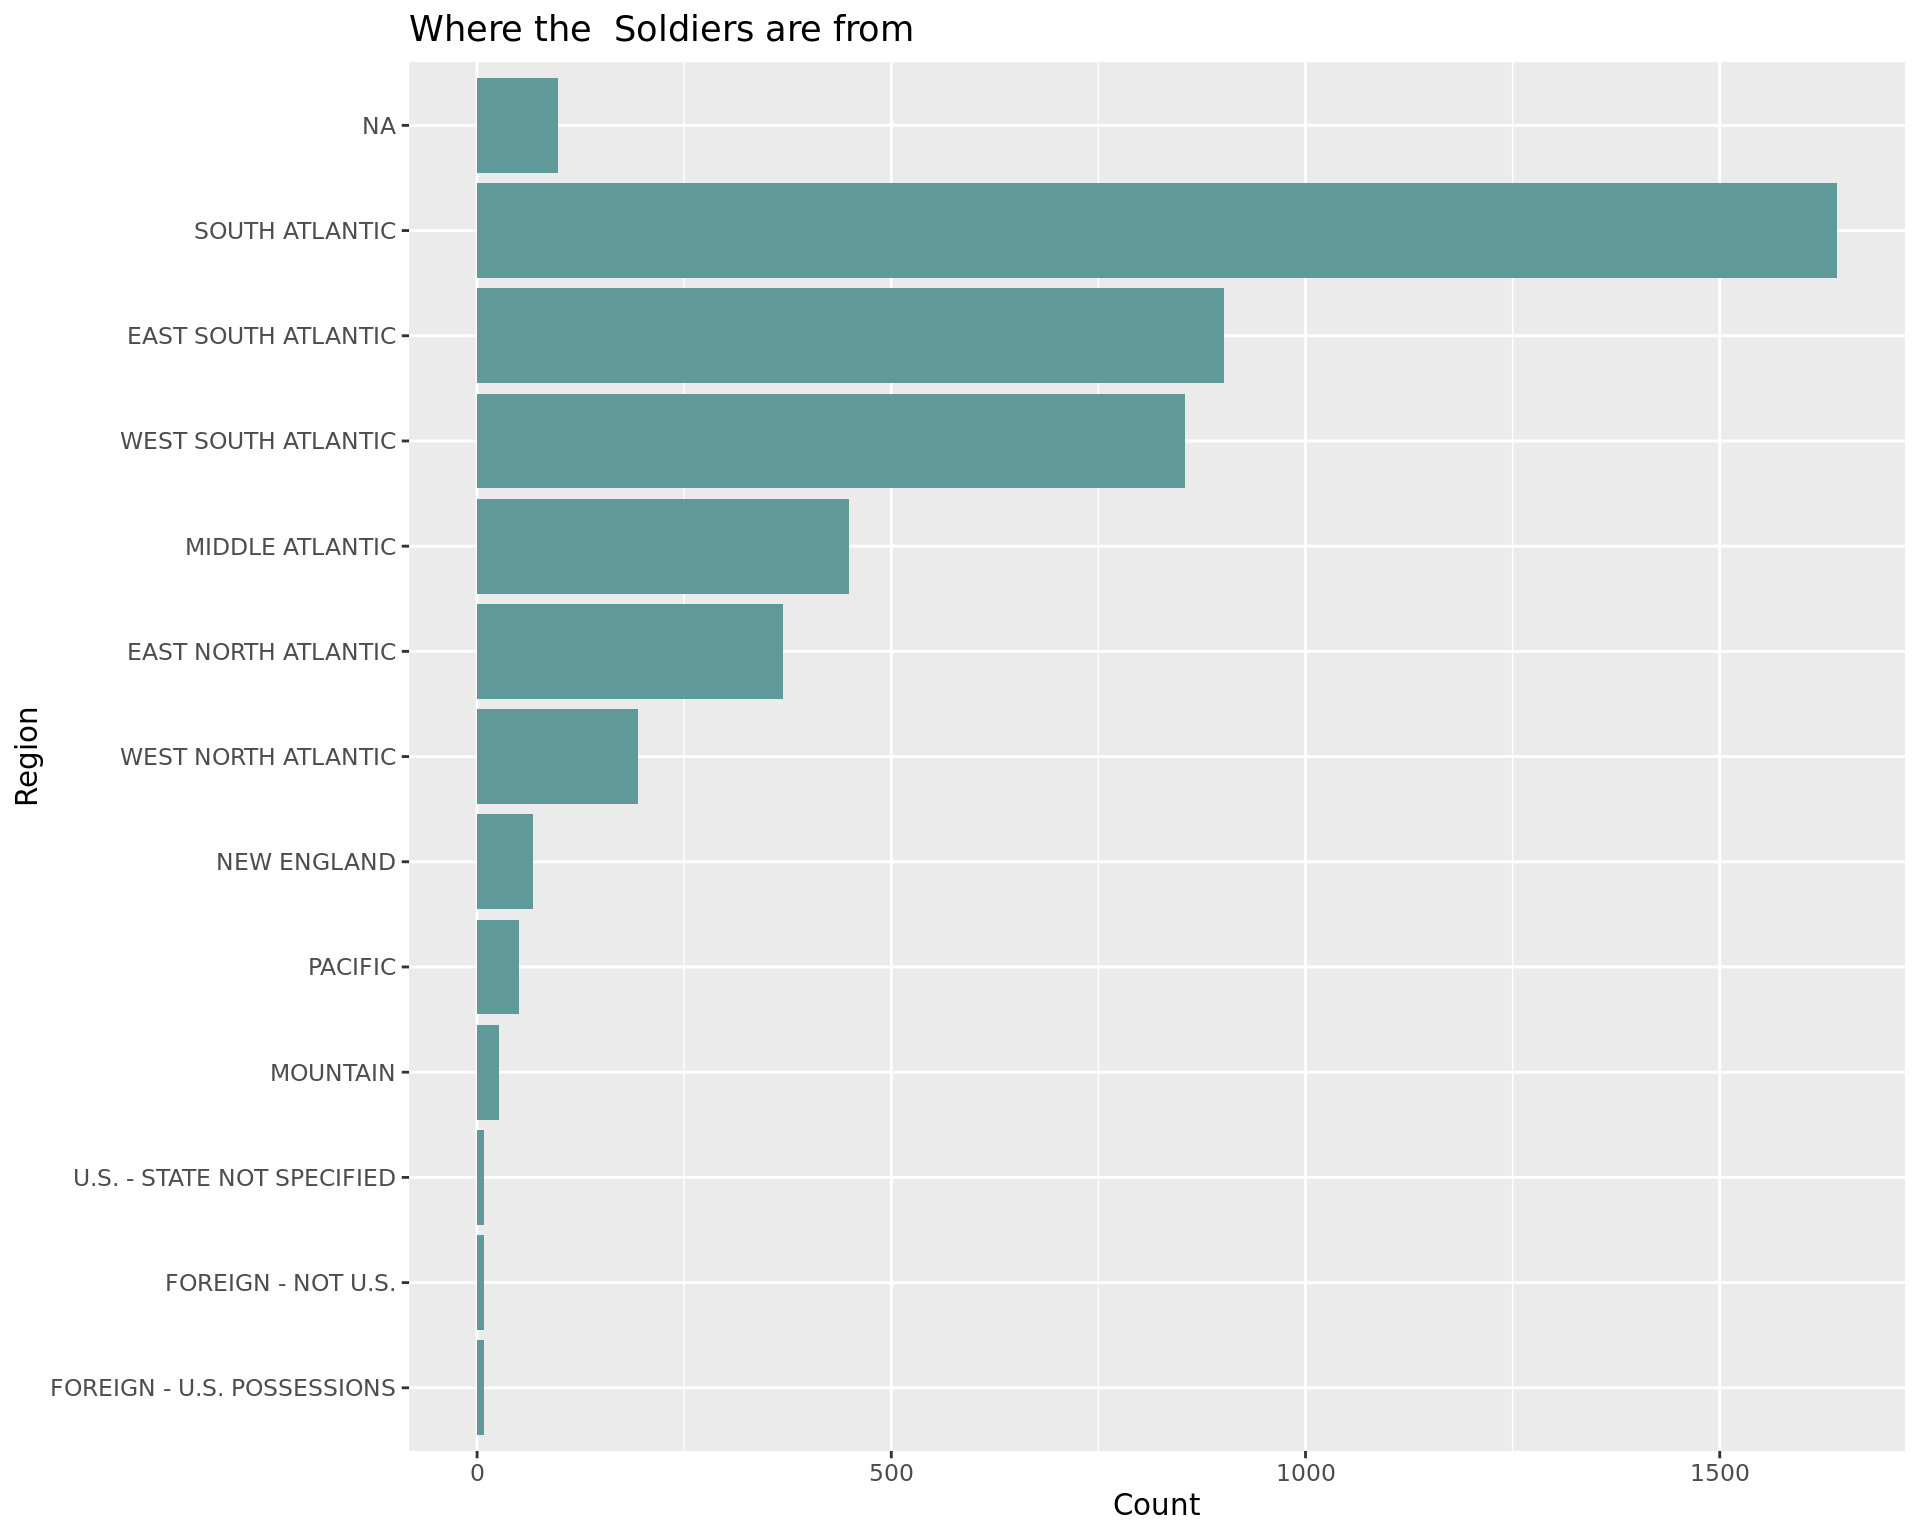 Where the  Soldiers are from
NA
SOUTH ATLANTIC
EAST SOUTH ATLANTIC
WEST SOUTH ATLANTIC
MIDDLE ATLANTIC
EAST NORTH ATLANTIC
WEST NORTH ATLANTIC
NEW ENGLAND
PACIFIC
MOUNTAIN
U.S. - STATE NOT SPECIFIED
FOREIGN - NOT U.S.
FOREIGN - U.S. POSSESSIONS
Region
0 500 1000 1500
Count